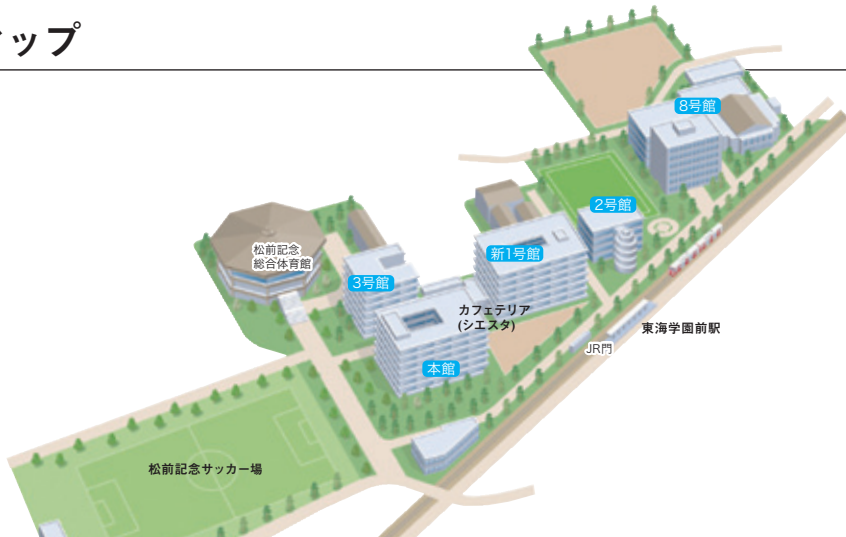 ップ
8号館
2号館
松前記念
総合体育館
新1号館
3号館
カフェテリア
(シエスタ)
東海学園前駅
JR門
本館
松前記念サッカー場